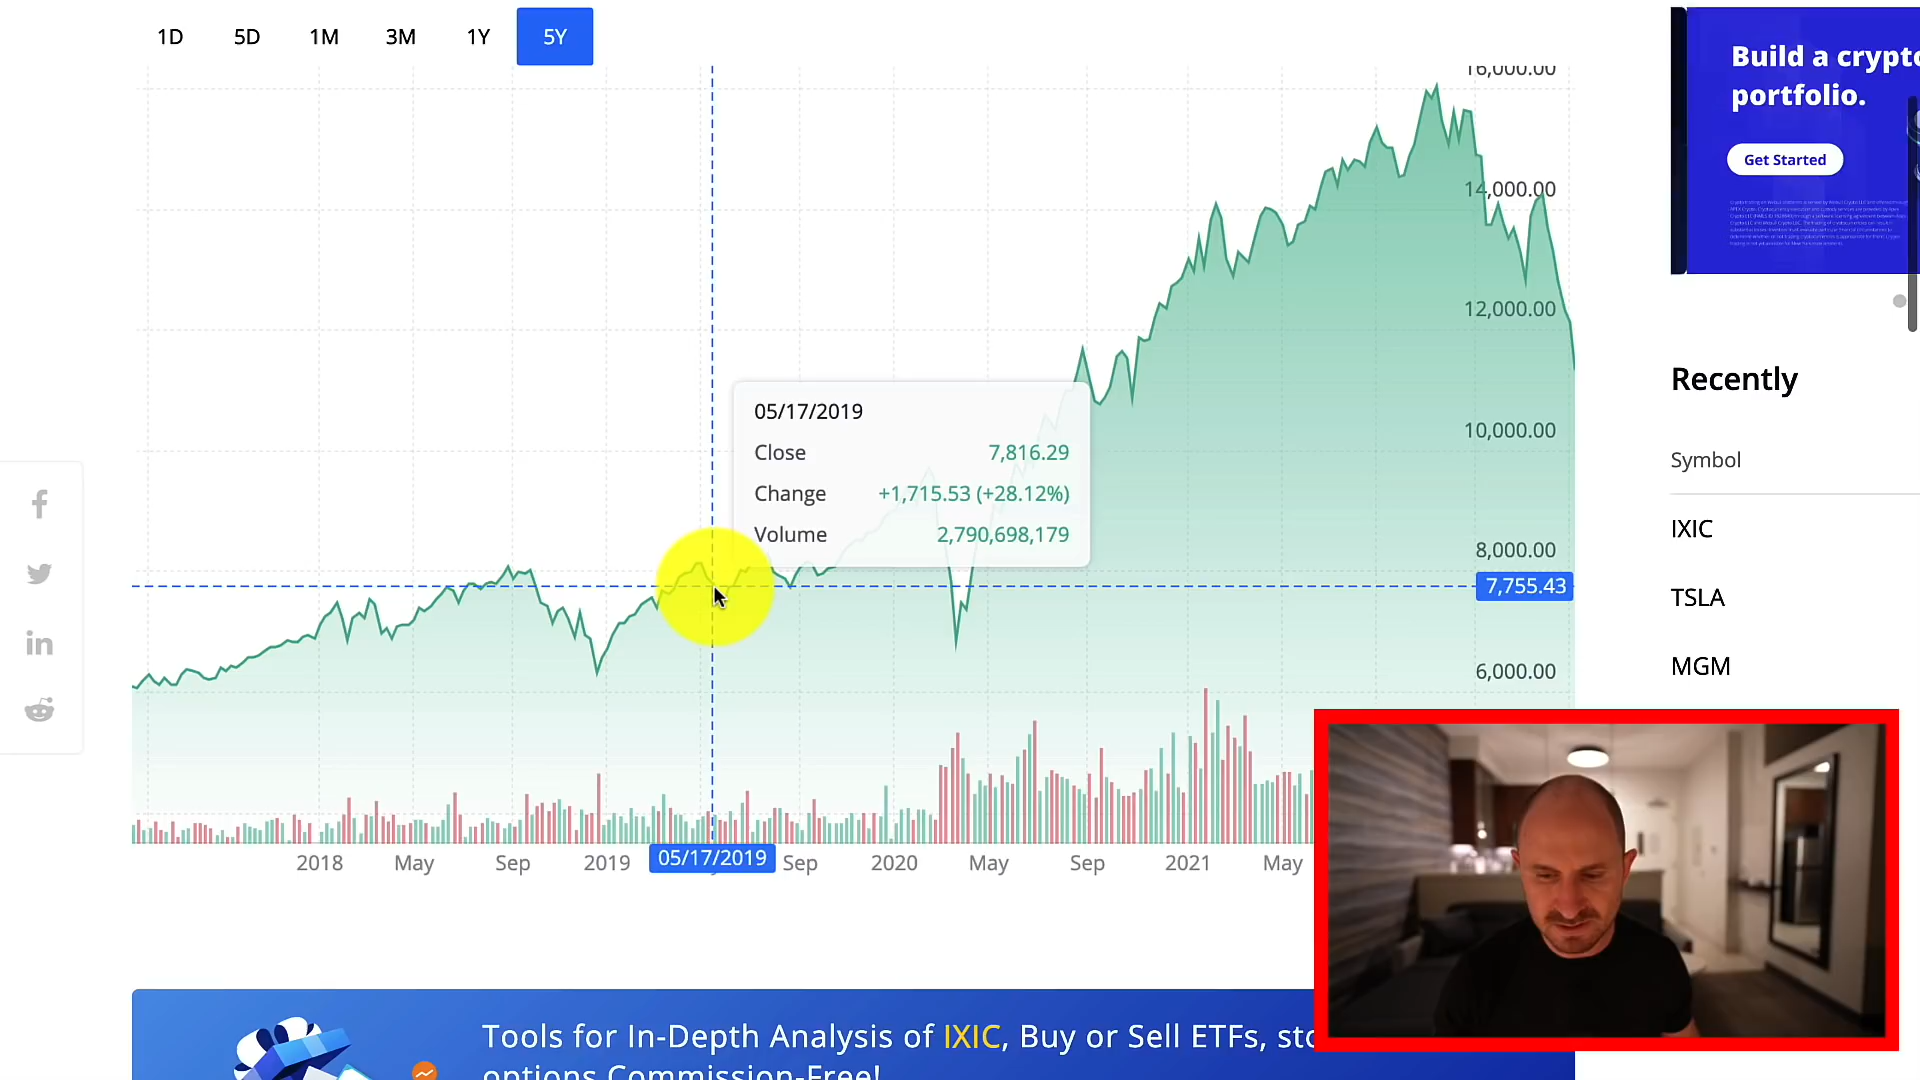 1D 5D 1M 3M 1Y 5Y
16,000.00
14,000.00
12,000.00
10,000.00
8,000.00
7,755.43
6,000.00
05/17/2019
Close 7,816.29
Change +1,715.53 (+28.12%)
Volume 2,790,698,179
2018 May Sep 2019 05/17/2019 Sep 2020 May Sep 2021 May
Build a crypto
portfolio.
Get Started
Recently
Symbol
IXIC
TSLA
MGM
Tools for In-Depth Analysis of IXIC, Buy or Sell ETFs,
options Commission-Free!